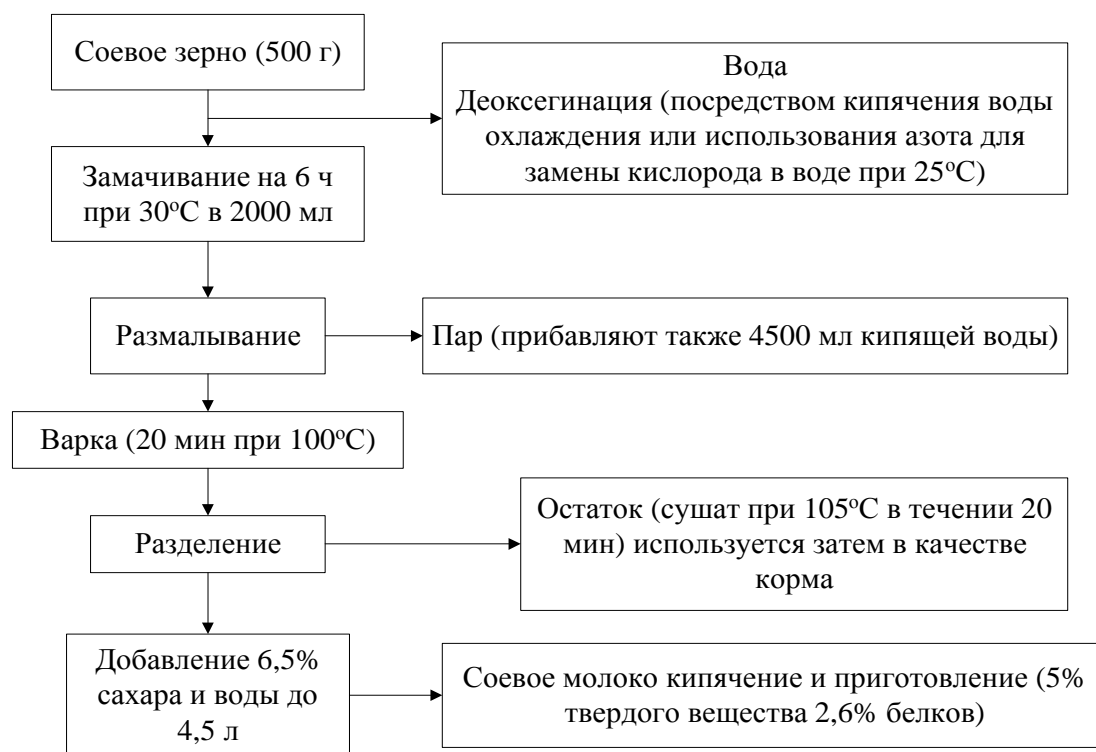 Соевое зерно (500 г)
Вода
Деоксегинация (посредством кипячения воды
охлаждения или использования азота для
замены кислорода в воде при 25°С)
Замачивание на 6 ч
при 30°С в 2000 мл
Размалывание
Пар (прибавляют также 4500 мл кипящей воды)
Варка (20 мин при 100°С)
Разделение
Остаток (сушат при 105°С в течении 20
мин) используется затем в качестве
корма
Добавление 6,5%
сахара и воды до
4,5 л
Соевое молоко кипячение и приготовление (5%
твердого вещества 2,6% белков)